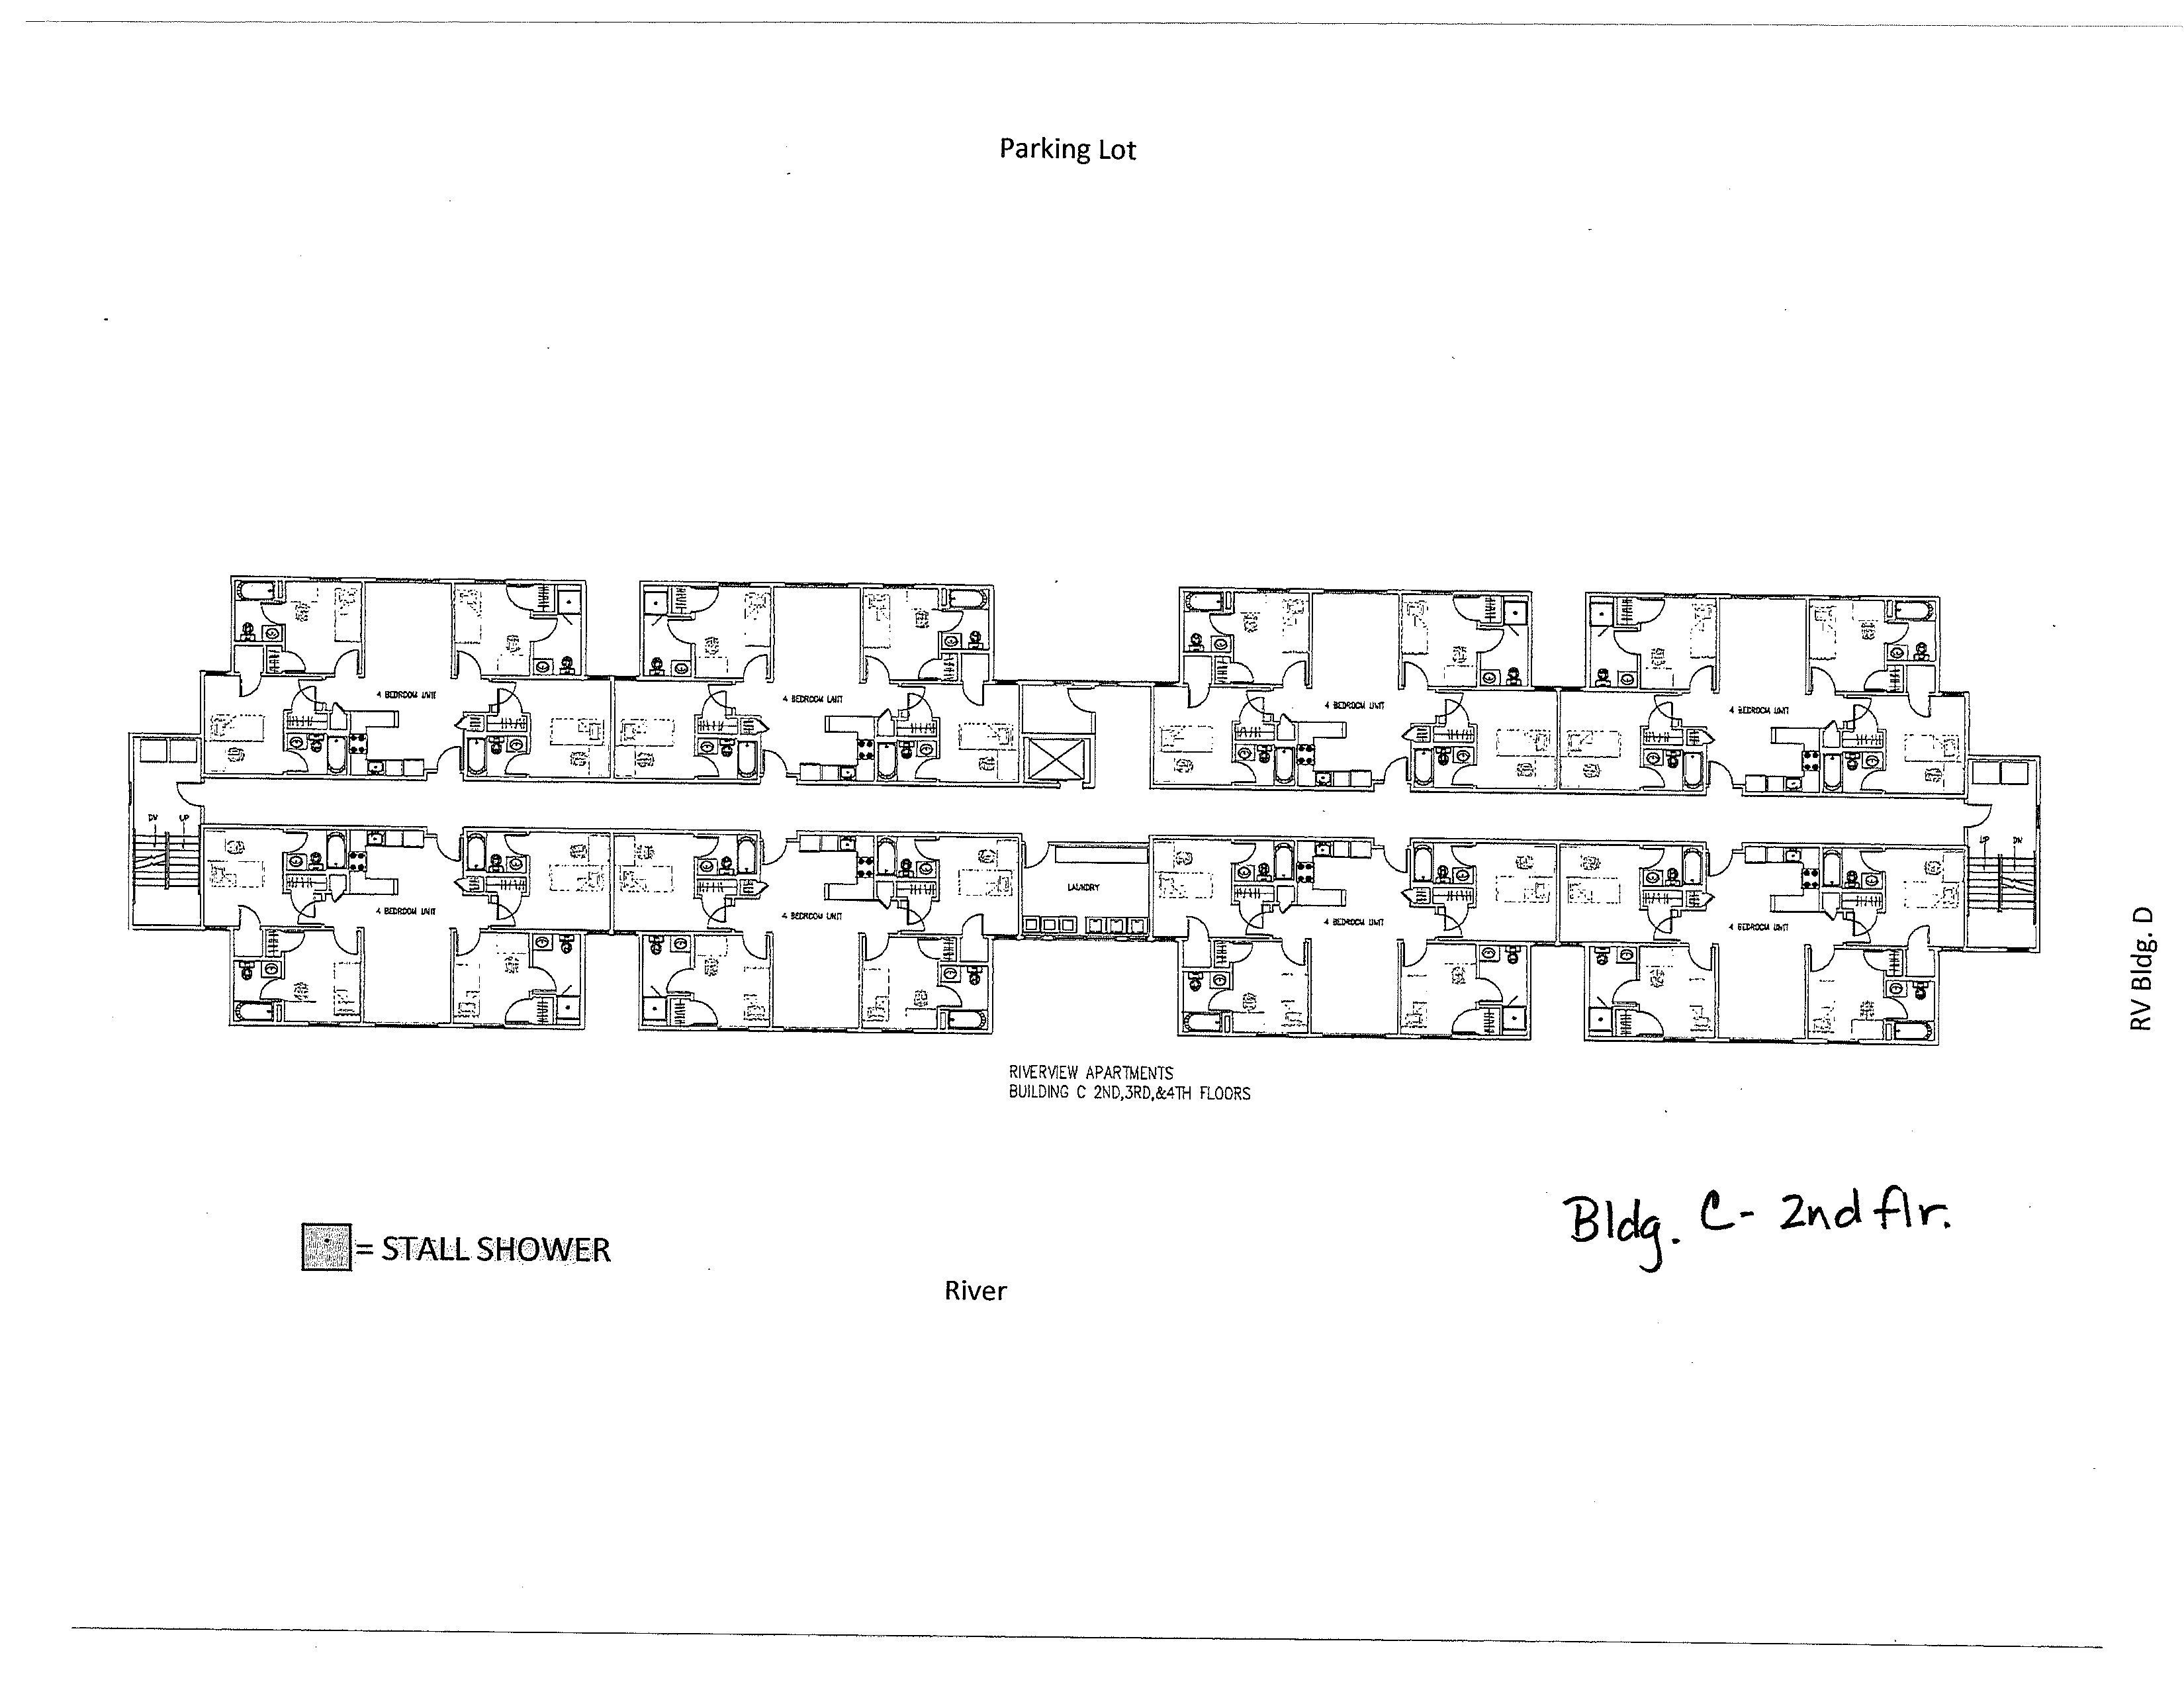 Parking Lot
4 BEDROOM UNIT
4 BEDROOM UNIT
4 BEDROOM UNIT
4 BEDROOM UNIT
DN UP
UP DN
LAUNDRY
4 BEDROOM UNIT
4 BEDROOM UNIT
4 BEDROOM UNIT
4 BEDROOM UNIT
RV Bldg. D
RIVERVIEW APARTMENTS
BUILDING C 2ND,3RD,&4TH FLOORS
Bldg. C- 2nd flr.
= STALL SHOWER
River